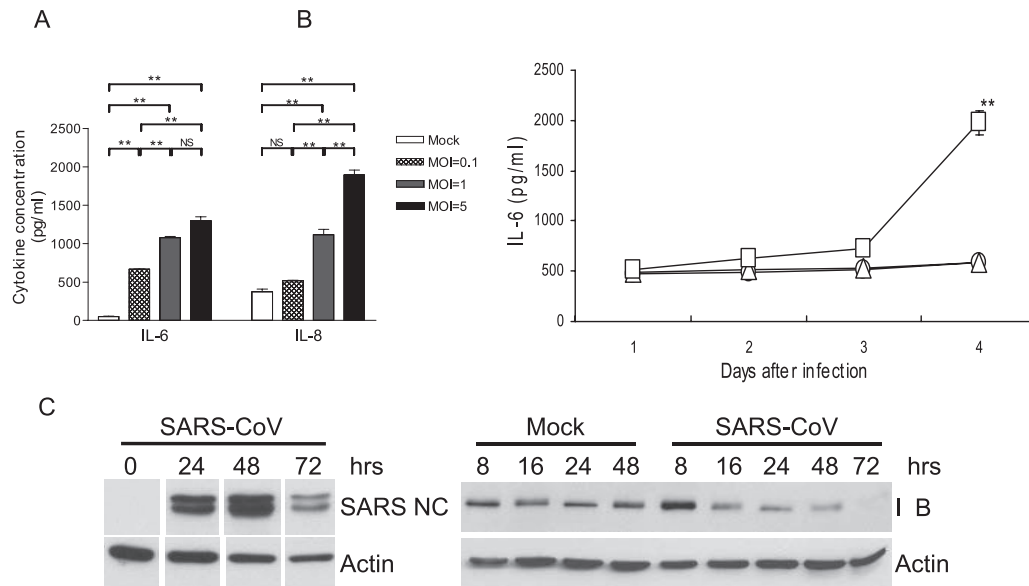 A
B
** **
** **
** **
** ** NS NS ** **
2500
2000
1500
1000
500
0
Cytokine concentration
(pg/ml)
IL-6 IL-8
Mock
MOI=0.1
MOI=1
MOI=5
2500
2000
1500
1000
500
0
IL-6 (pg/ml)
**
1 2 3 4
Days after infection
C
SARS-CoV Mock SARS-CoV
0 24 48 72 hrs 8 16 24 48 8 16 24 48 72 hrs
SARS NC I B
Actin Actin